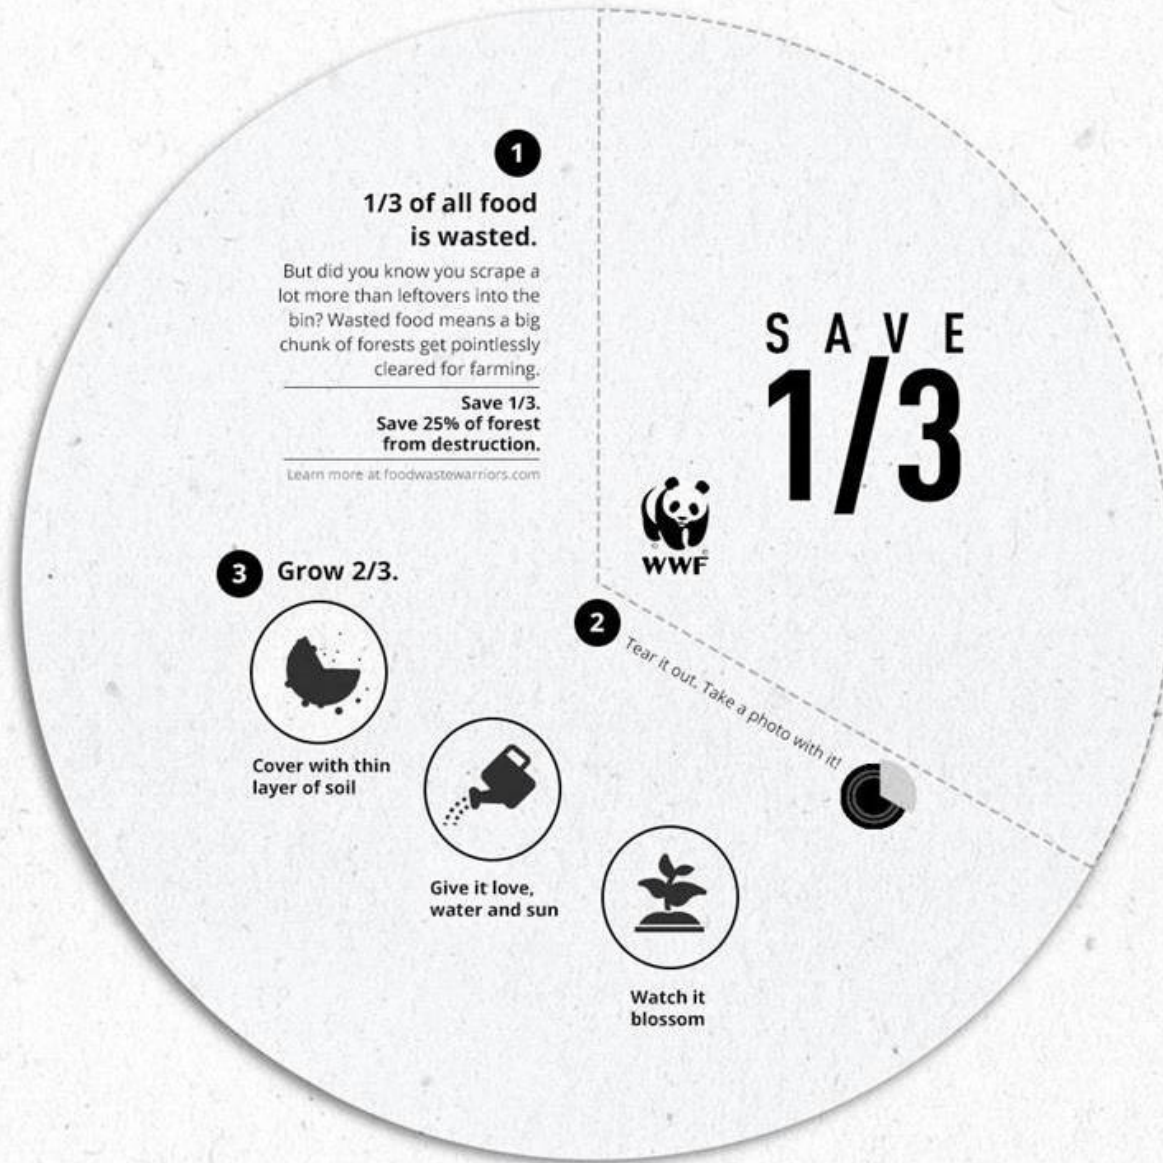 1
1/3 of all food
is wasted.
But did you know you scrape a
lot more than leftovers into the
bin? Wasted food means a big
chunk of forests get pointlessly
cleared for farming.
Save 1/3.
Save 25% of forest
from destruction.
Learn more at foodwastewarriors.com
SAVE
1/3
WWF
2
Tear it out. Take a photo with it!
3 Grow 2/3.
Cover with thin
layer of soil
Give it love,
water and sun
Watch it
blossom